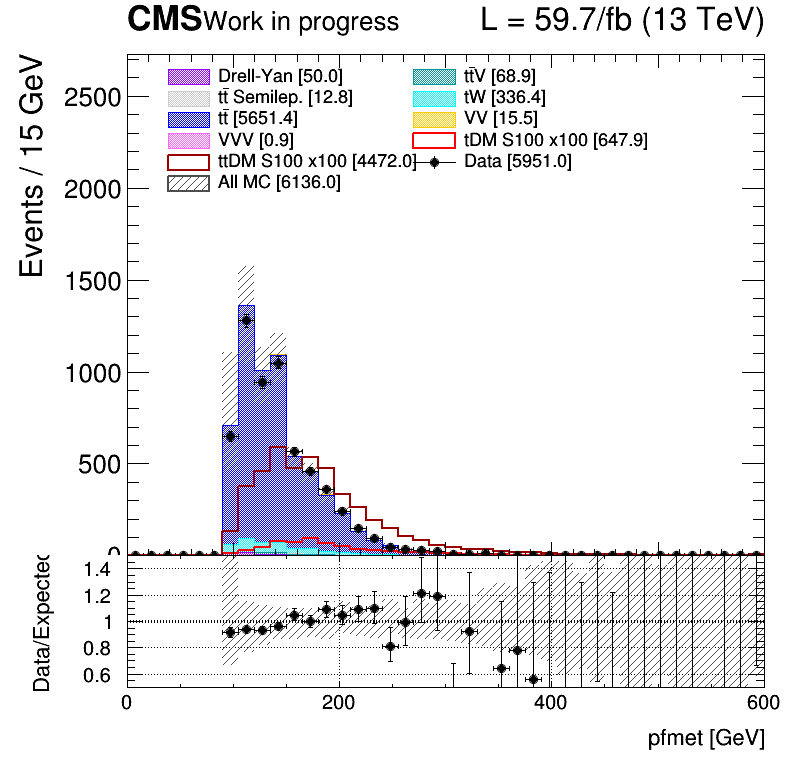 CMS Work in progress L = 59.7/fb (13 TeV)
Events / 15 GeV
2500
2000
1500
1000
500
0
Drell-Yan [50.0]
tt̄V [68.9]
tt̄ Semilep. [12.8]
tW [336.4]
tt̄ [5651.4]
VV [15.5]
VVV [0.9]
tDM S100 x100 [647.9]
ttDM S100 x100 [4472.0]
Data [5951.0]
All MC [6136.0]
Data/Expected
1.4
1.2
1
0.8
0.6
0 200 400 600
pfmet [GeV]